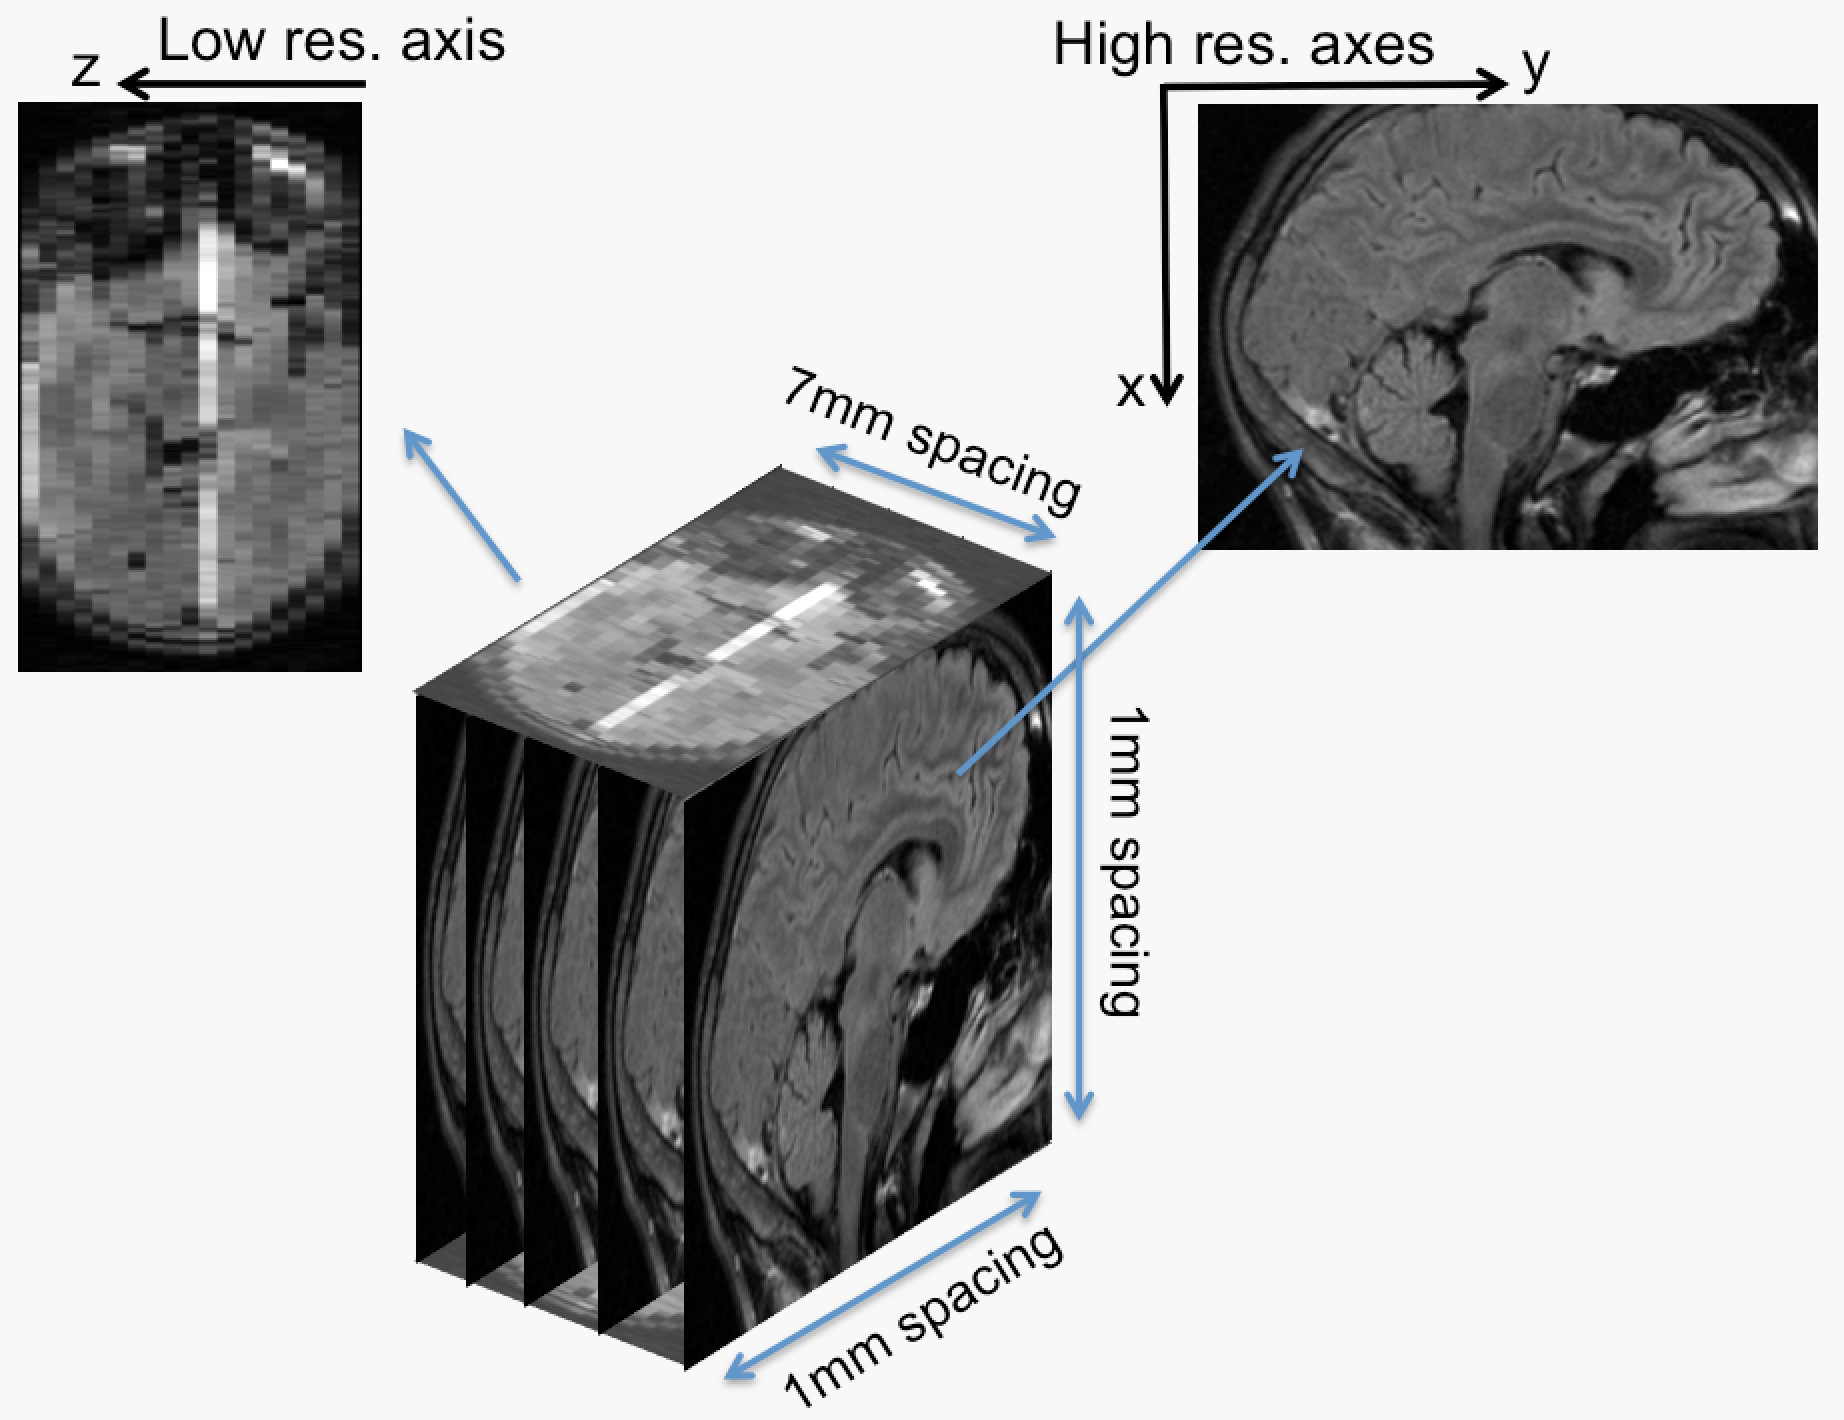 Low res. axis
z
High res. axes
y
x
7mm spacing
1mm spacing
1mm spacing